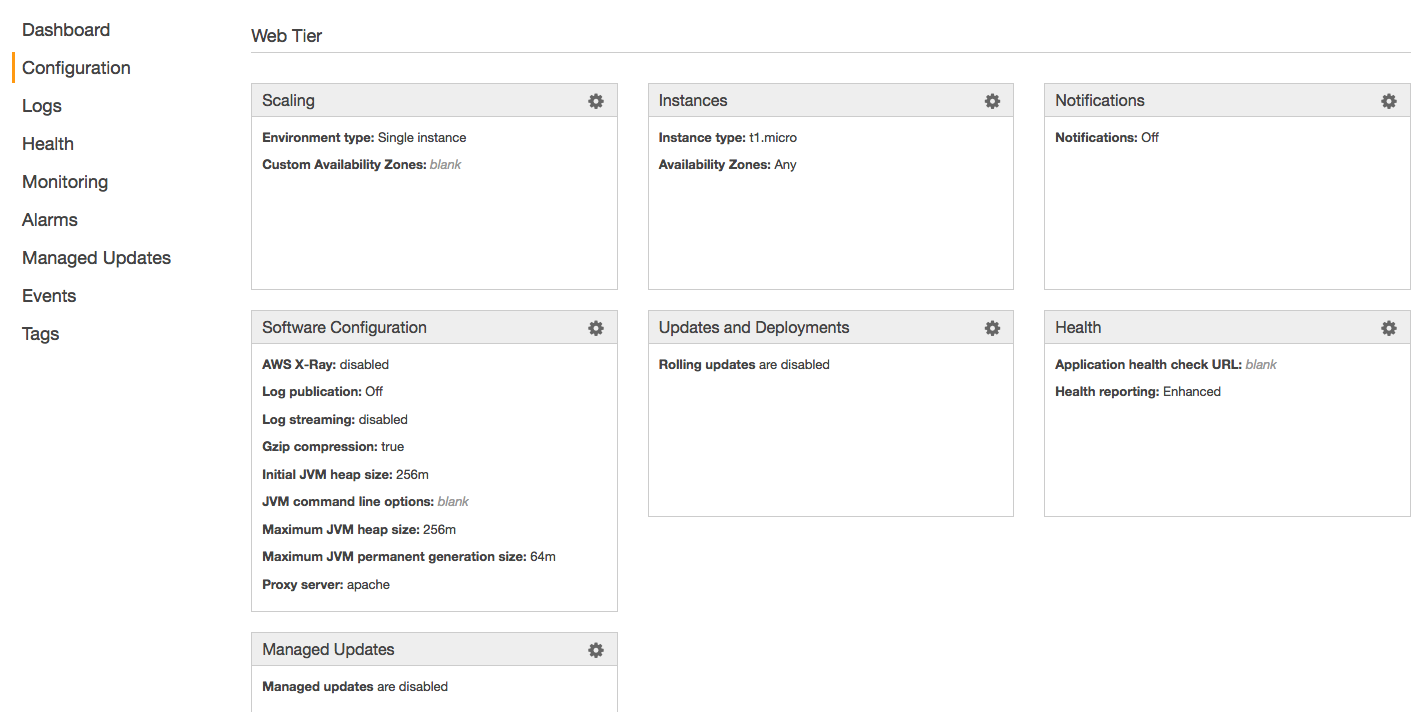 Dashboard
Configuration
Logs
Health
Monitoring
Alarms
Managed Updates
Events
Tags
Web Tier
Scaling
Environment type: Single instance
Custom Availability Zones: blank
Instances
Instance type: t1.micro
Availability Zones: Any
Notifications
Notifications: Off
Software Configuration
AWS X-Ray: disabled
Log publication: Off
Log streaming: disabled
Gzip compression: true
Initial JVM heap size: 256m
JVM command line options: blank
Maximum JVM heap size: 256m
Maximum JVM permanent generation size: 64m
Proxy server: apache
Updates and Deployments
Rolling updates are disabled
Health
Application health check URL: blank
Health reporting: Enhanced
Managed Updates
Managed updates are disabled